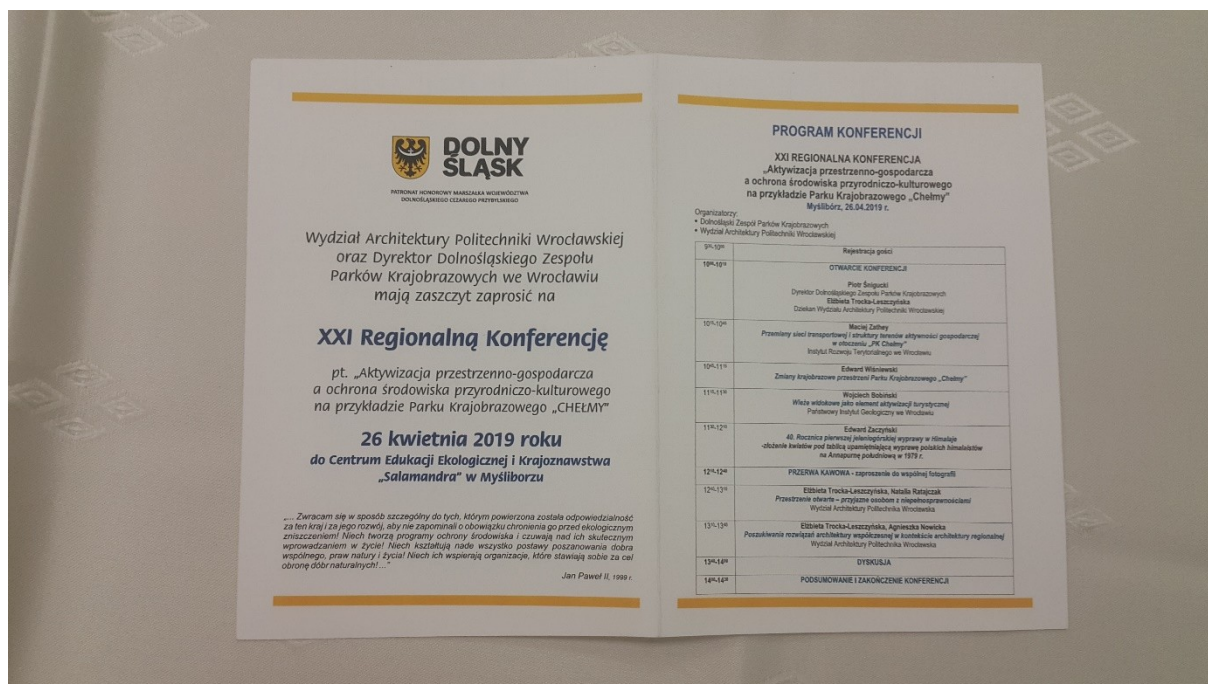 DOLNY
ŚLĄSK
PATRONAT HONOROWY MARSZAŁKA WOJEWÓDZTWA
DOLNOŚLĄSKIEGO CEZAREGO PRZYBYLSKIEGO
Wydział Architektury Politechniki Wrocławskiej
oraz Dyrektor Dolnośląskiego Zespołu
Parków Krajobrazowych we Wrocławiu
mają zaszczyt zaprosić na
XXI Regionalną Konferencję
pt. „Aktywizacja przestrzenno-gospodarcza
a ochrona środowiska przyrodniczo-kulturowego
na przykładzie Parku Krajobrazowego „CHEŁMY”
26 kwietnia 2019 roku
do Centrum Edukacji Ekologicznej i Krajoznawstwa
„Salamandra” w Myśliborzu
„... Zwracam się w sposób szczególny do tych, którym powierzona została odpowiedzialność
za ten kraj i za jego rozwój, aby nie zapominali o obowiązku chronienia go przed ekologicznym
zniszczeniem! Niech tworzą programy ochrony środowiska i czuwają nad ich skutecznym
wprowadzaniem w życie! Niech kształtują nade wszystko postawy poszanowania dobra
wspólnego, praw natury i życia! Niech ich wspierają organizacje, które stawiają sobie za cel
obronę dóbr naturalnych!...”
Jan Paweł II, 1999 r.
PROGRAM KONFERENCJI
XXI REGIONALNA KONFERENCJA
„Aktywizacja przestrzenno-gospodarcza
a ochrona środowiska przyrodniczo-kulturowego
na przykładzie Parku Krajobrazowego „Chełmy”
Myślibórz, 26.04.2019 r.
Organizatorzy:
• Dolnośląski Zespół Parków Krajobrazowych
• Wydział Architektury Politechniki Wrocławskiej
Rejestracja gości
OTWARCIE KONFERENCJI
Piotr Śnigucki
Dyrektor Dolnośląskiego Zespołu Parków Krajobrazowych
Elżbieta Trocka-Leszczyńska
Dziekan Wydziału Architektury Politechniki Wrocławskiej
Maciej Zathey
Przemiany sieci transportowej i struktury terenów aktywności gospodarczej
w otoczeniu „PK Chełmy”
Instytut Rozwoju Terytorialnego we Wrocławiu
Edward Wiśniewski
Zmiany krajobrazowe przestrzeni Parku Krajobrazowego „Chełmy”
Wojciech Bobiński
Wieże widokowe jako element aktywizacji turystycznej
Państwowy Instytut Geologiczny we Wrocławiu
Edward Zaczyński
40. Rocznica pierwszej jeleniogórskiej wyprawy w Himalaje
-złożenie kwiatów pod tablicą upamiętniającą wyprawę polskich himalaistów
na Annapurnę południową w 1979 r.
PRZERWA KAWOWA - zaproszenie do wspólnej fotografii
Elżbieta Trocka-Leszczyńska, Natalia Ratajczak
Przestrzenie otwarte – przyjazne osobom z niepełnosprawnościami
Wydział Architektury Politechnika Wrocławska
Elżbieta Trocka-Leszczyńska, Agnieszka Nowicka
Poszukiwania rozwiązań architektury współczesnej w kontekście architektury regionalnej
Wydział Architektury Politechnika Wrocławska
DYSKUSJA
PODSUMOWANIE I ZAKOŃCZENIE KONFERENCJI